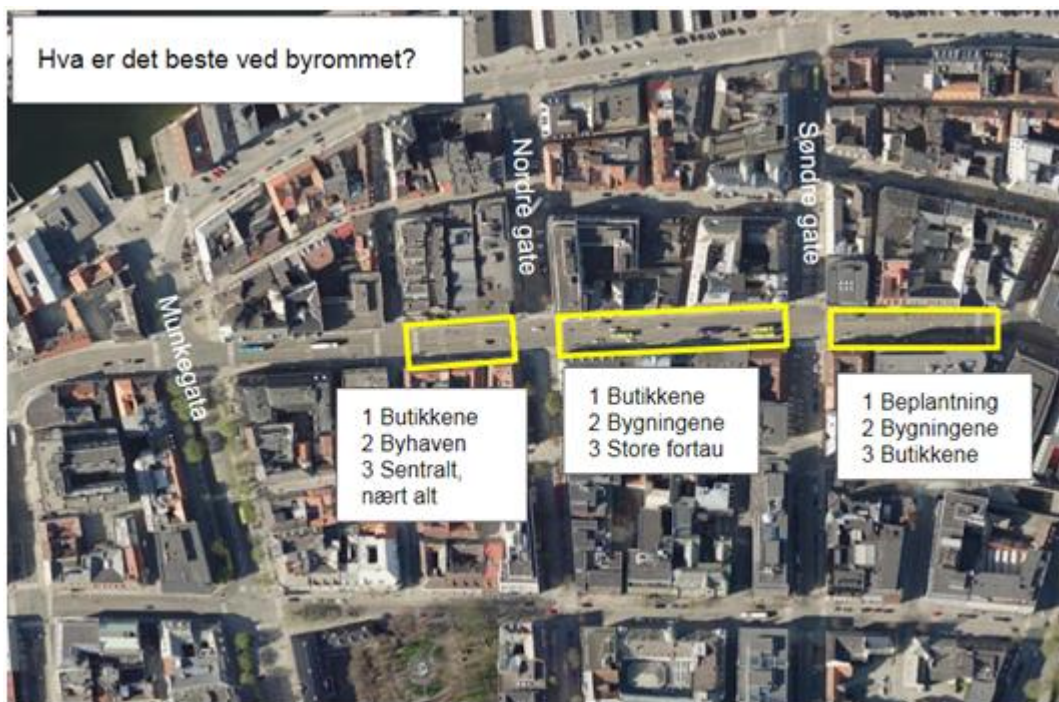 Hva er det beste ved byrommet?
Nordre gate
Søndre gate
Munkegata
1 Butikkene
2 Byhaven
3 Sentralt,
nært alt
1 Butikkene
2 Bygningene
3 Store fortau
1 Beplantning
2 Bygningene
3 Butikkene